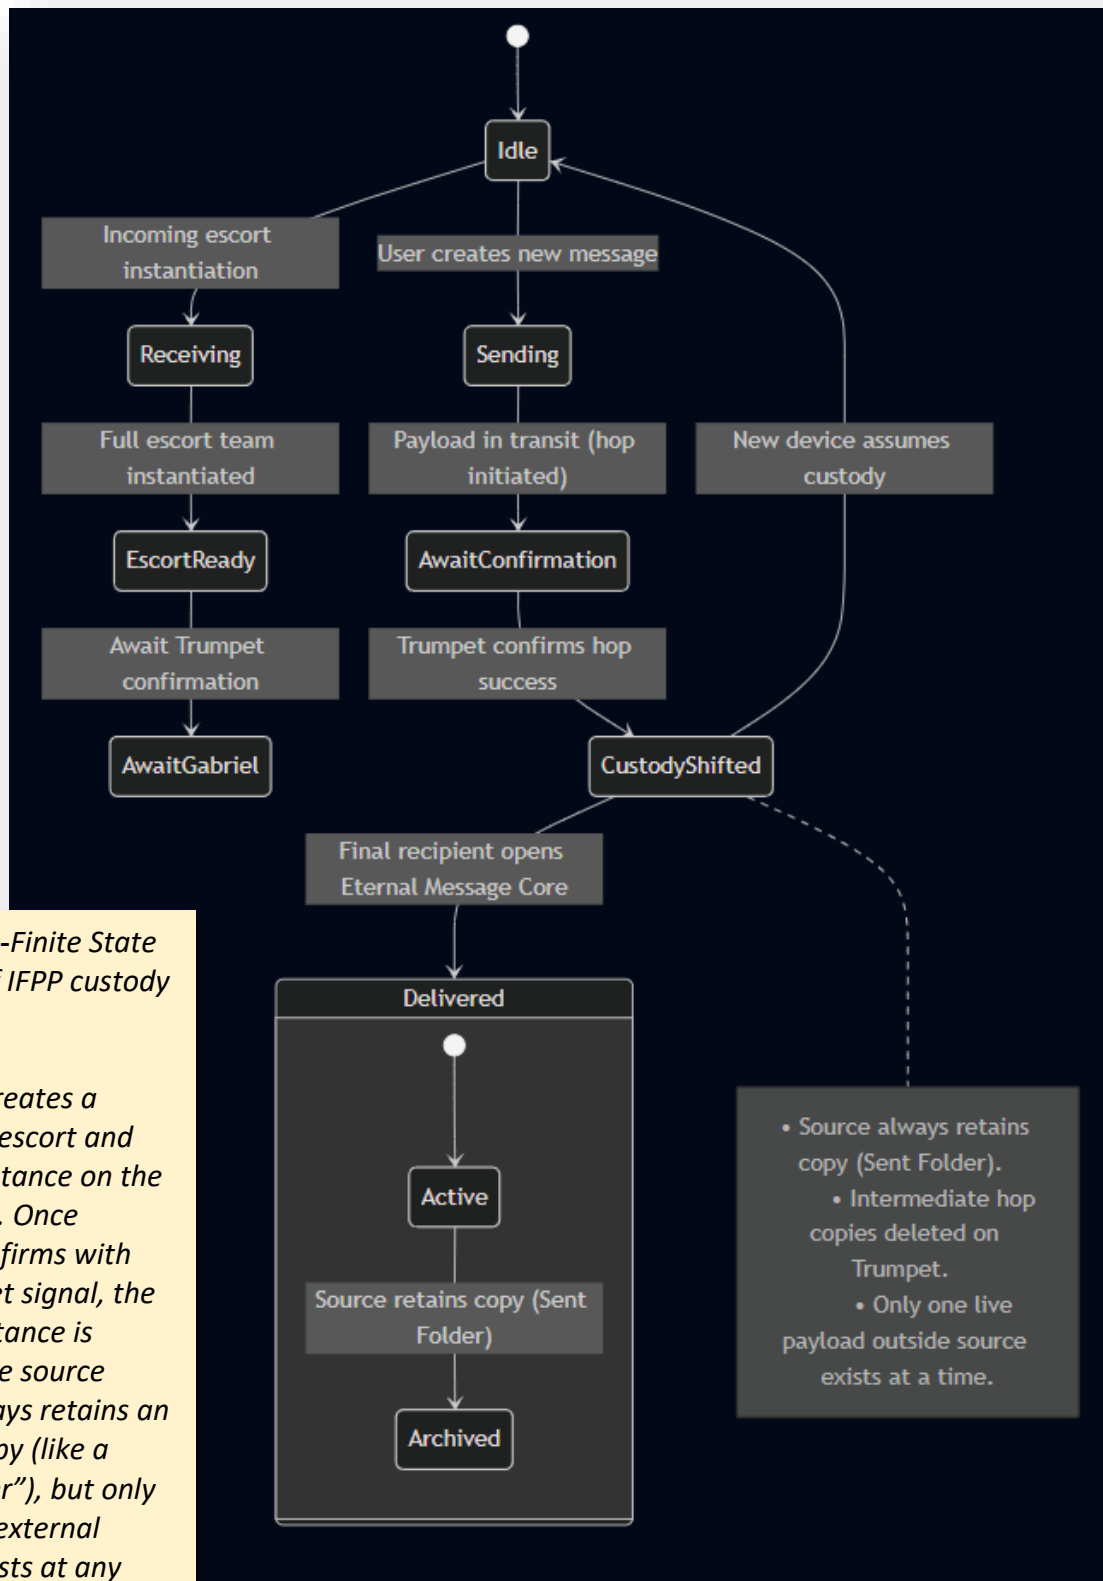 Idle
Incoming escort
instantiation
User creates new message
Receiving
Sending
Full escort team
instantiated
Payload in transit (hop
initiated)
New device assumes
custody
EscortReady
AwaitConfirmation
Await Trumpet
confirmation
Trumpet confirms hop
success
AwaitGabriel
CustodyShifted
Final recipient opens
Eternal Message Core
Delivered
Active
Source retains copy (Sent
Folder)
Archived
• Source always retains
copy (Sent Folder).
• Intermediate hop
copies deleted on
Trumpet.
• Only one live
payload outside source
exists at a time.
-Finite State
IFPP custody
reates a
escort and
tance on the
. Once
firms with
et signal, the
tance is
e source
ays retains an
py (like a
r”), but only
external
sts at any